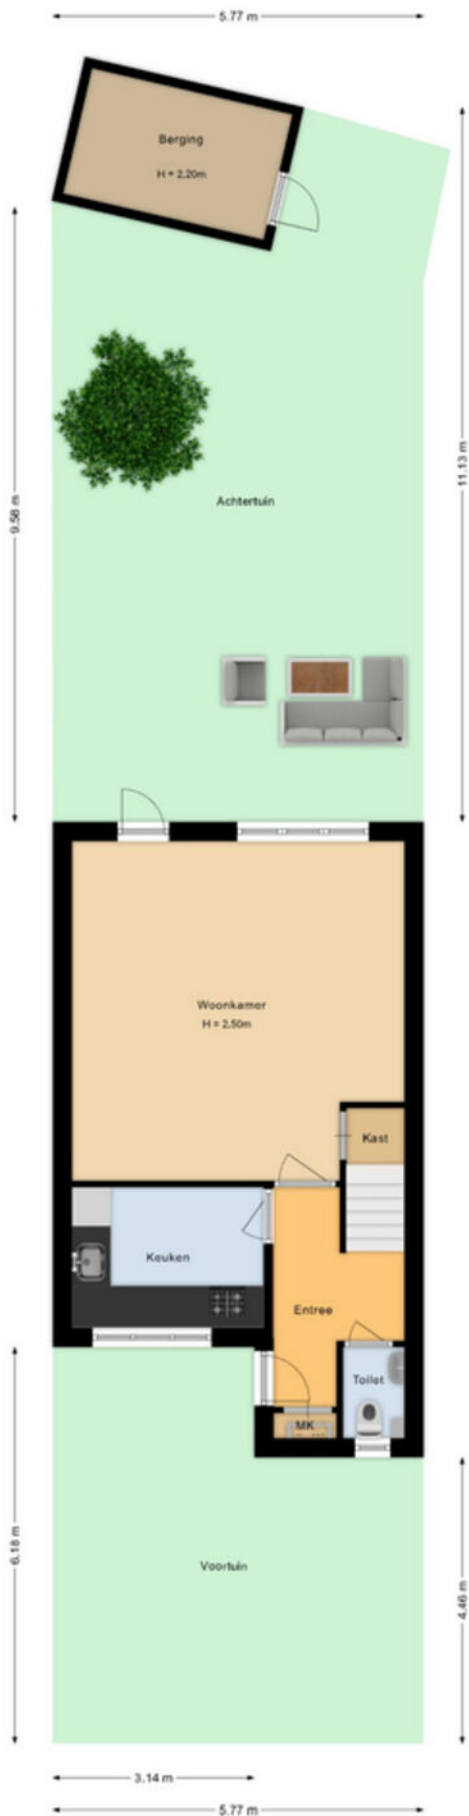 5.77 m
Berging
H = 2.20m
9.58 m
11.13 m
Achtertuin
Woonkamer
H = 2.50m
Kast
Keuken
Entree
Toilet
MK
6.18 m
4.46 m
Voortuin
3.14 m
5.77 m